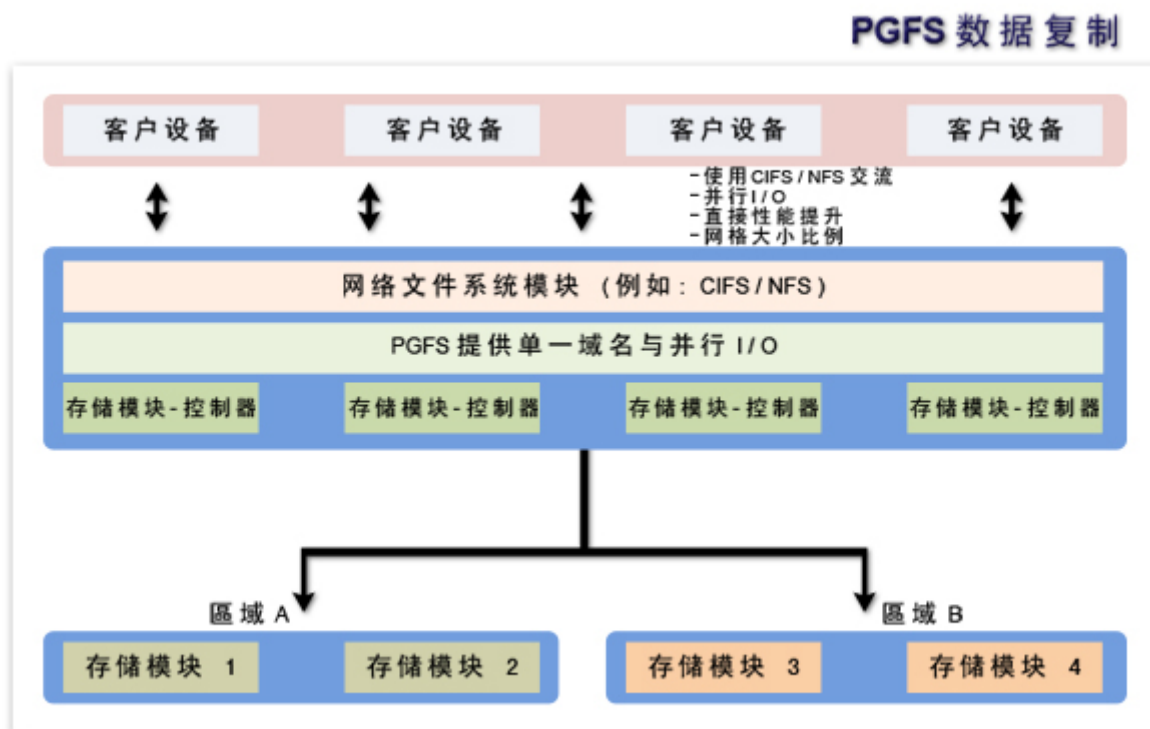 PGFS 数据复制
客户设备 客户设备 客户设备 客户设备
-使用CIFS/NFS 交流
-并行I/O
-直接性能提升
-网格大小比例
网络文件系统模块 (例如: CIFS/NFS)
PGFS 提供单一域名与并行 I/O
存储模块-控制器 存储模块-控制器 存储模块-控制器 存储模块-控制器
區域 A 區域 B
存储模块 1 存储模块 2 存储模块 3 存储模块 4